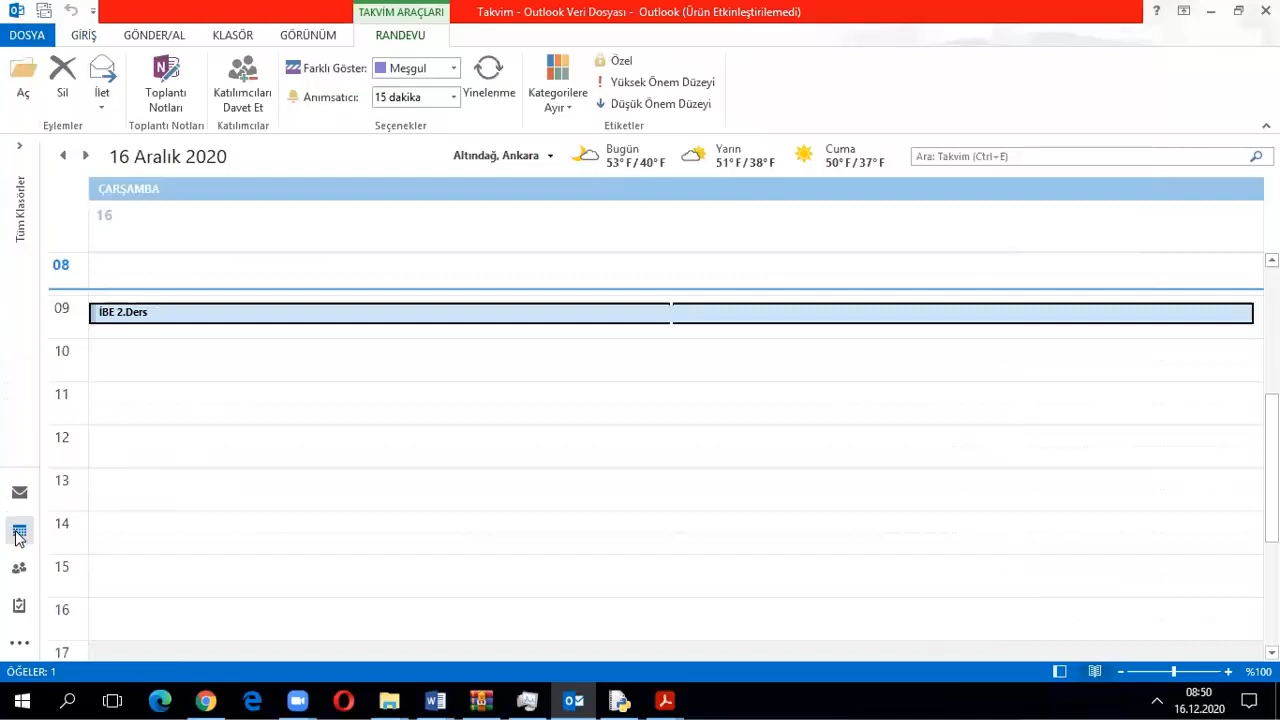 TAKVİM ARAÇLARI
Takvim - Outlook Veri Dosyası - Outlook (Ürün Etkinleştirilemedi)
DOSYA GİRİŞ GÖNDER/AL KLASÖR GÖRÜNÜM RANDEVU
Aç
Sil
İlet
Eylemler
Toplantı
Notları
Toplantı Notları
Katılımcıları
Davet Et
Katılımcılar
Farklı Göster: Meşgul
Anımsatıcı: 15 dakika
Yinelenme
Seçenekler
Kategorilere
Ayır
Özel
Yüksek Önem Düzeyi
Düşük Önem Düzeyi
Etiketler
Tüm Klasörler
16 Aralık 2020
Altındağ, Ankara
Bugün
53°F/40°F
Yarın
51°F/38°F
Cuma
50°F/37°F
Ara: Takvim (Ctrl+E)
ÇARŞAMBA
16
08
09
İBE 2.Ders
10
11
12
13
14
15
16
17
ÖĞELER: 1
%100
08:50
16.12.2020